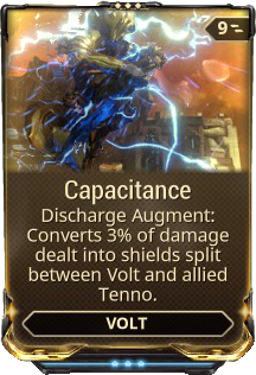 9
Capacitance
Discharge Augment:
Converts 3% of damage
dealt into shields split
between Volt and allied
Tenno.
VOLT